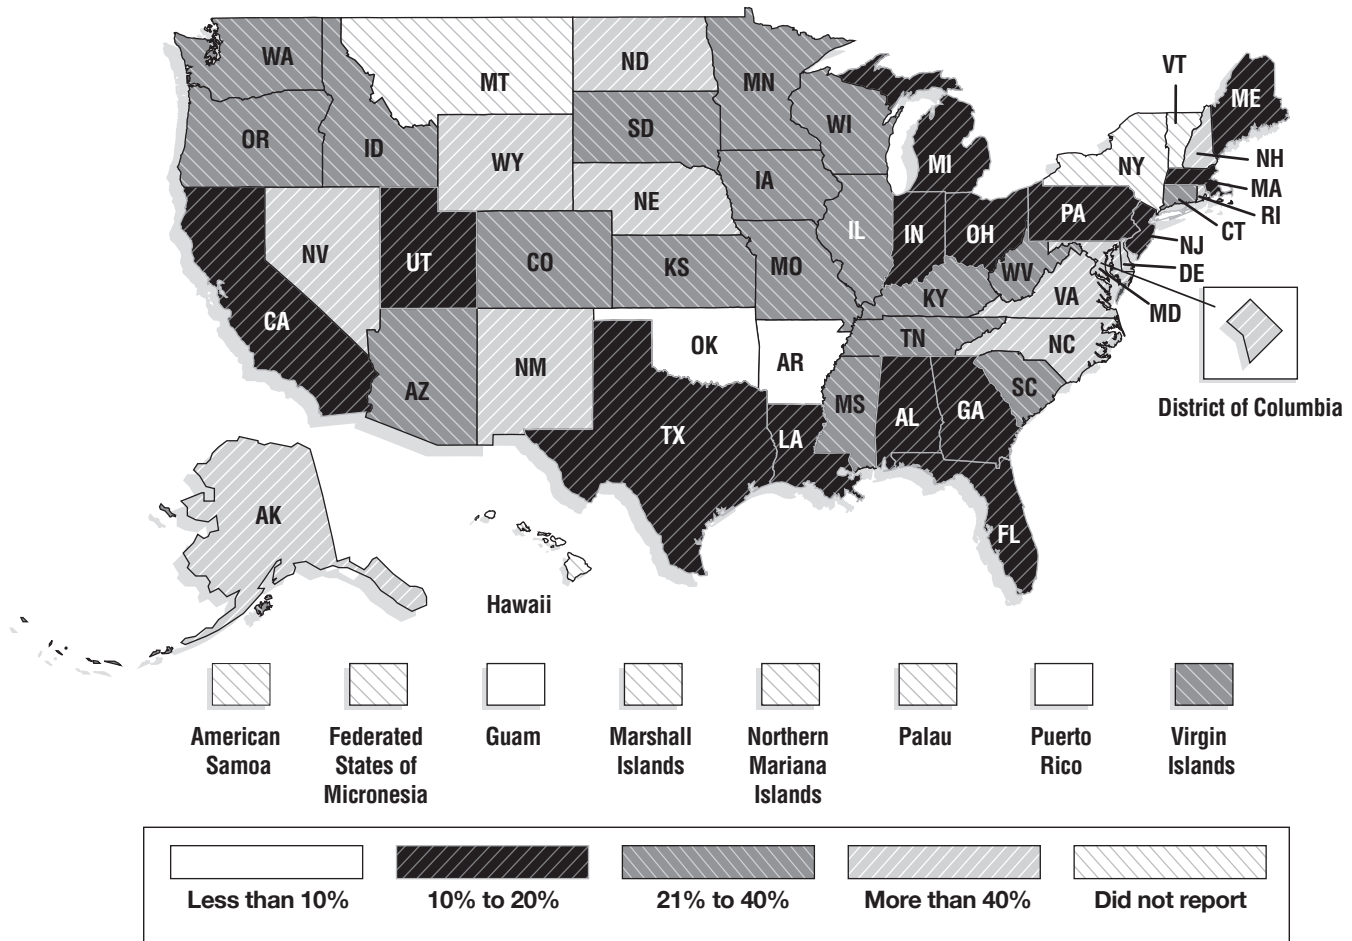 WA
MT
ND
MN
VT
ME
OR
ID
WY
SD
WI
MI
NY
NH
MA
RI
CT
NE
IA
PA
NJ
DE
MD
NV
UT
CO
KS
MO
IL
IN
OH
WV
KY
VA
CA
AZ
NM
OK
AR
TN
NC
SC
MS
AL
GA
TX
LA
FL
District of Columbia
AK
Hawaii
American
Samoa
Federated
States of
Micronesia
Guam
Marshall
Islands
Northern
Mariana
Islands
Palau
Puerto
Rico
Virgin
Islands
Less than 10%
10% to 20%
21% to 40%
More than 40%
Did not report